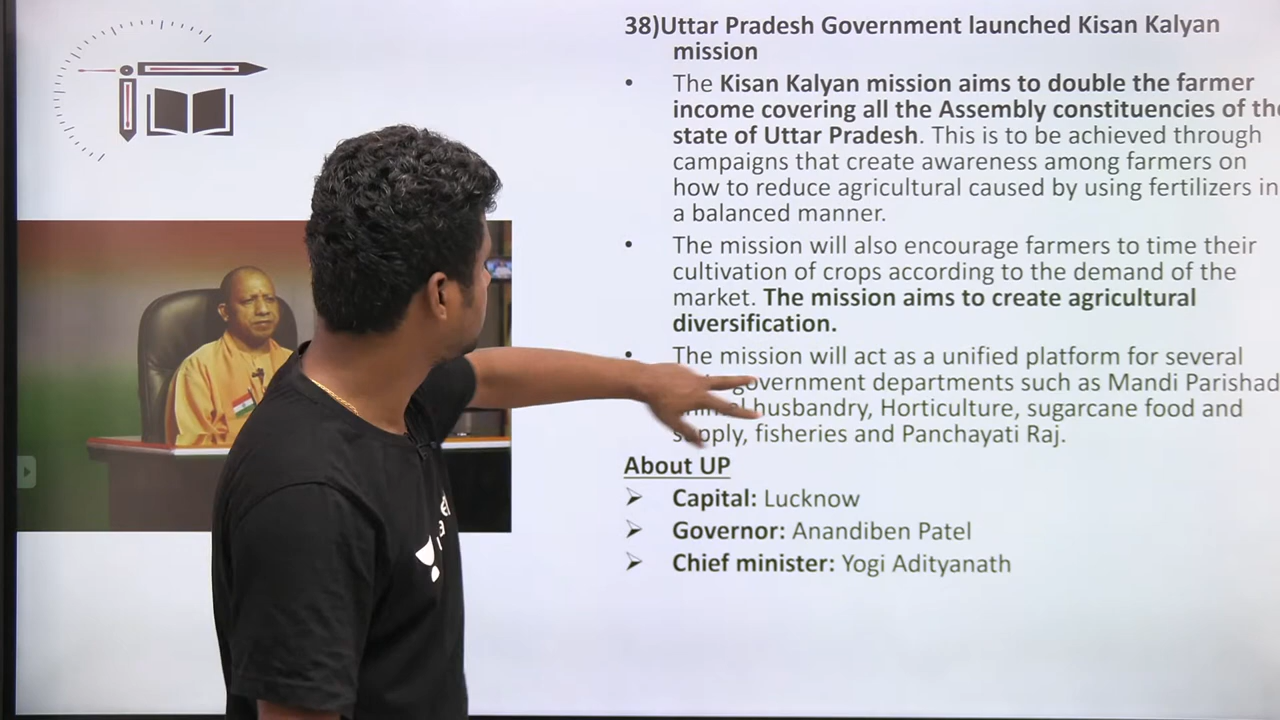 38)Uttar Pradesh Government launched Kisan Kalyan
mission
• The Kisan Kalyan mission aims to double the farmer
income covering all the Assembly constituencies of the
state of Uttar Pradesh. This is to be achieved through
campaigns that create awareness among farmers on
how to reduce agricultural caused by using fertilizers in
a balanced manner.
• The mission will also encourage farmers to time their
cultivation of crops according to the demand of the
market. The mission aims to create agricultural
diversification.
• The mission will act as a unified platform for several
government departments such as Mandi Parishad
husbandry, Horticulture, sugarcane food and
supply, fisheries and Panchayati Raj.
About UP
➢ Capital: Lucknow
➢ Governor: Anandiben Patel
➢ Chief minister: Yogi Adityanath